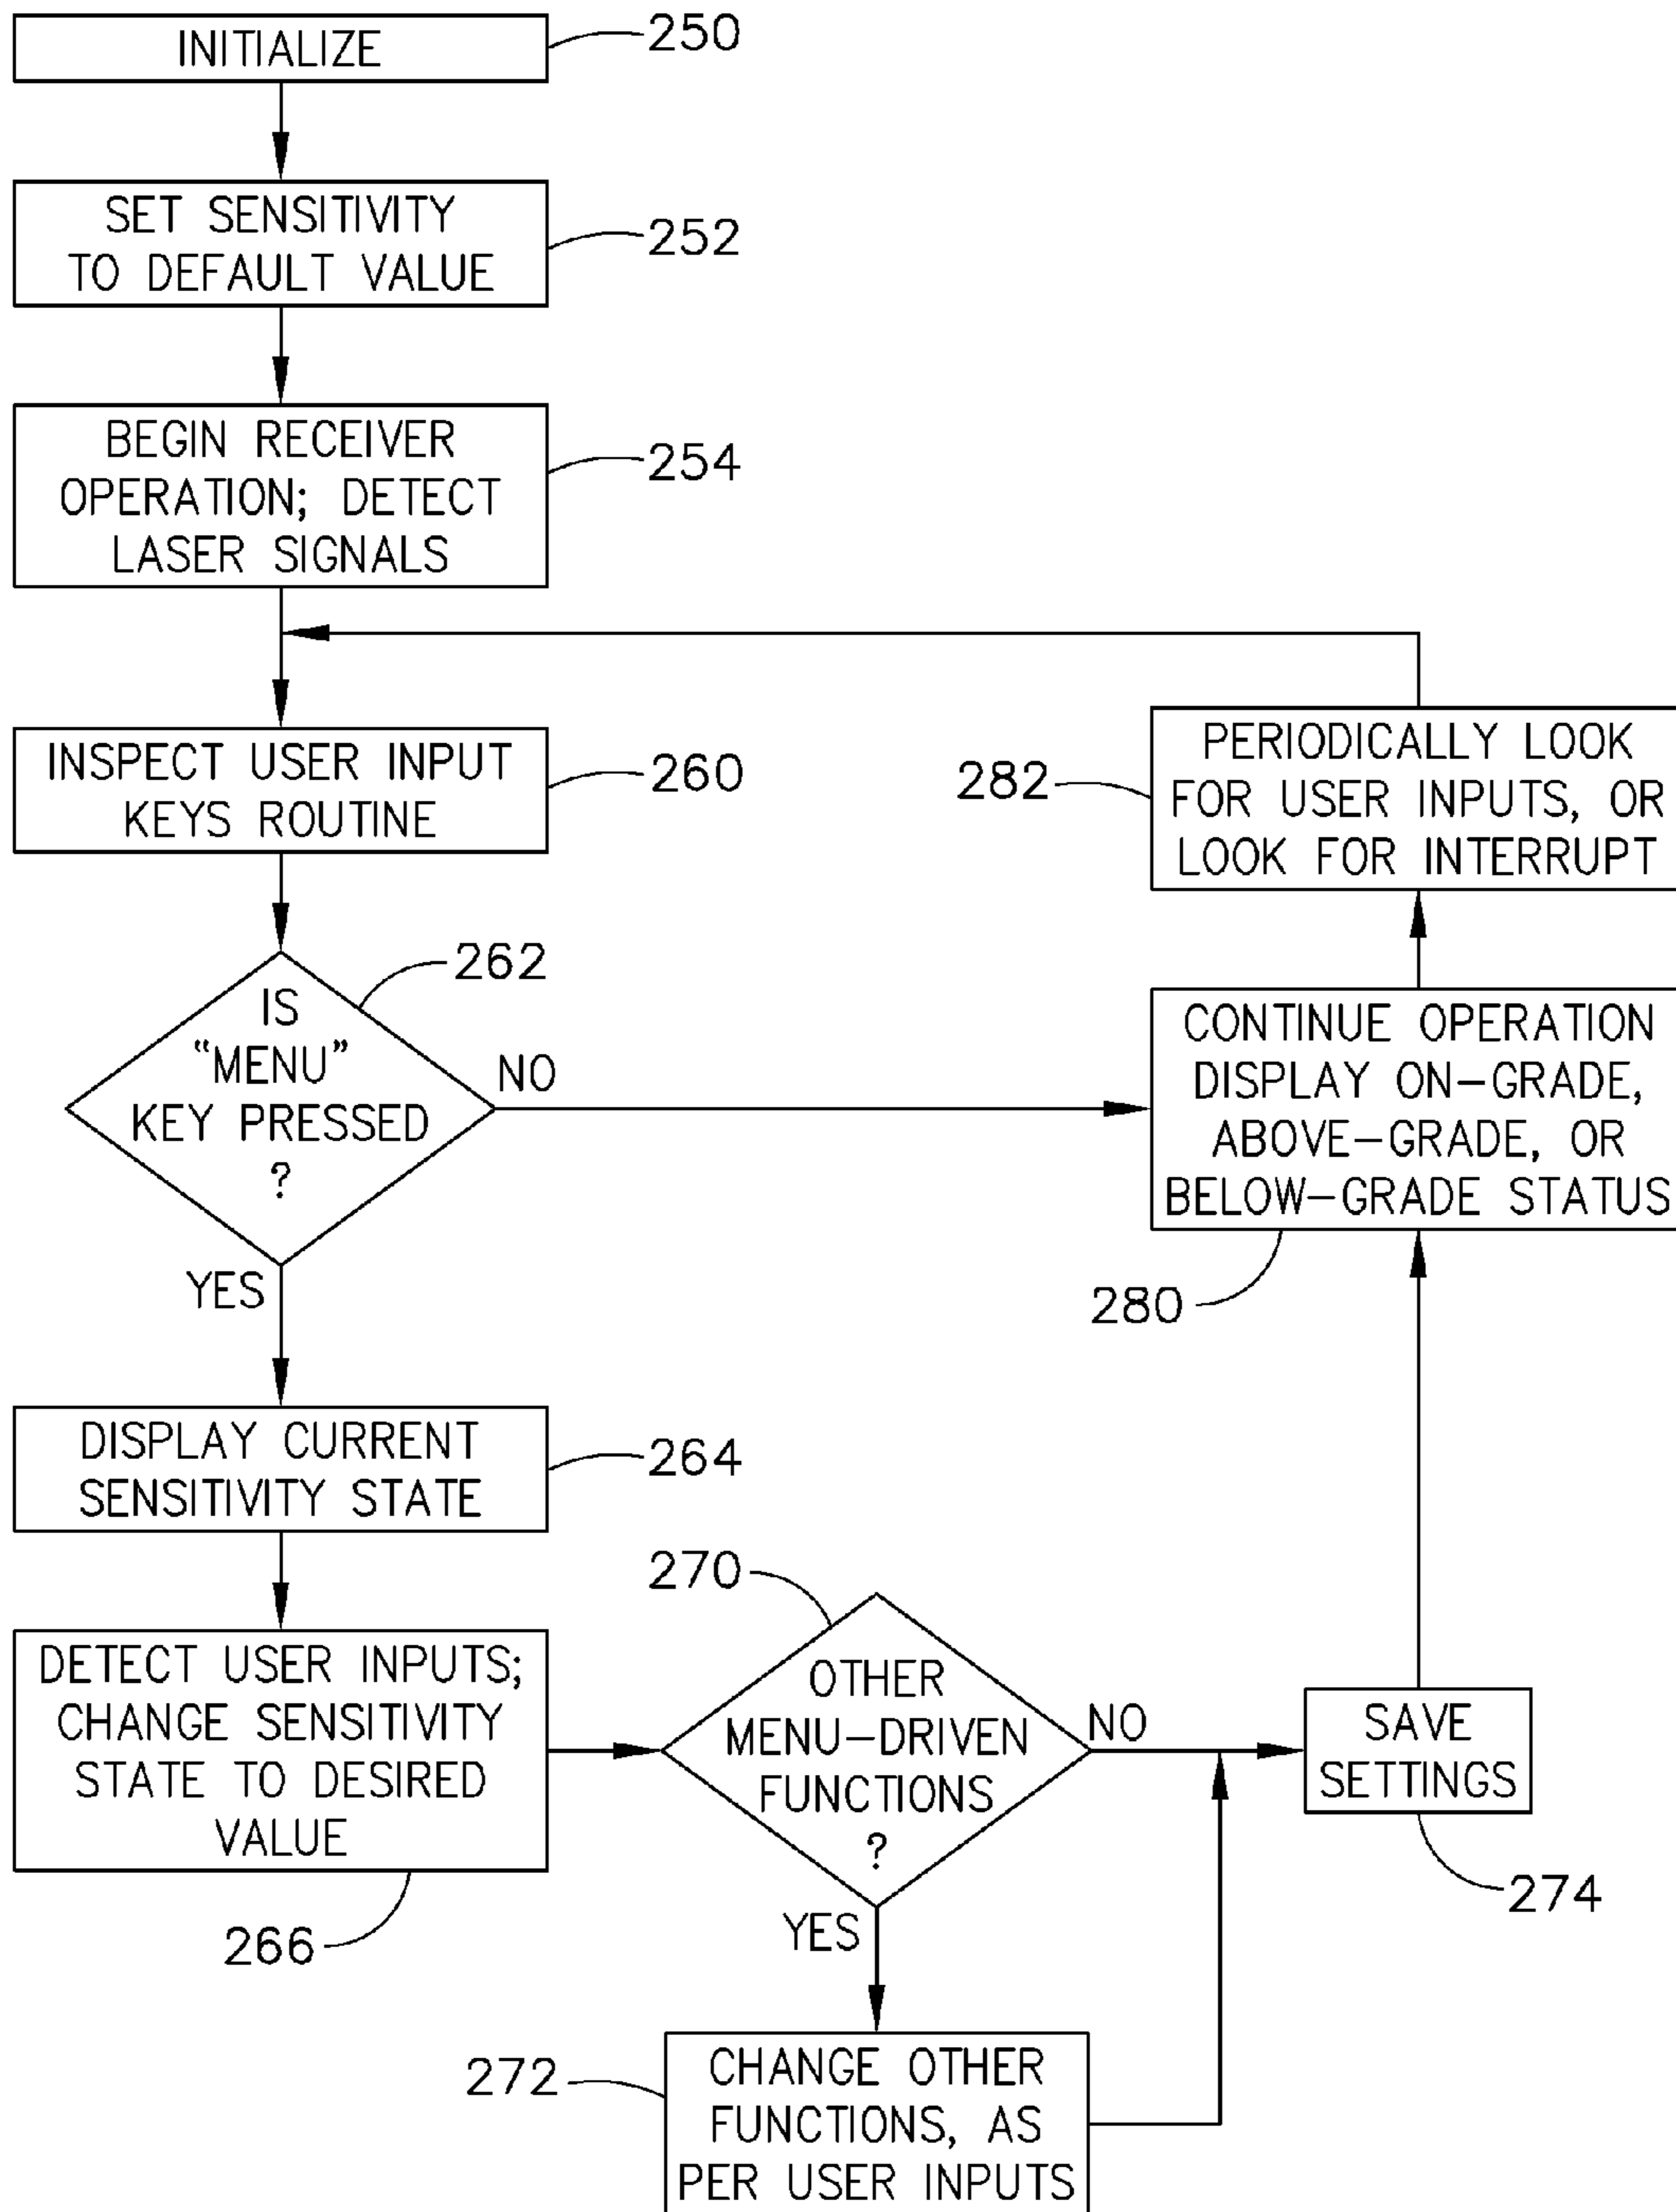 INITIALIZE
250
SET SENSITIVITY
TO DEFAULT VALUE
252
BEGIN RECEIVER
OPERATION; DETECT
LASER SIGNALS
254
INSPECT USER INPUT
KEYS ROUTINE
260
IS
“MENU”
KEY PRESSED
?
262
NO
YES
DISPLAY CURRENT
SENSITIVITY STATE
264
DETECT USER INPUTS;
CHANGE SENSITIVITY
STATE TO DESIRED
VALUE
266
OTHER
MENU-DRIVEN
FUNCTIONS
?
270
NO
YES
CHANGE OTHER
FUNCTIONS, AS
PER USER INPUTS
272
SAVE
SETTINGS
274
CONTINUE OPERATION
DISPLAY ON-GRADE,
ABOVE-GRADE, OR
BELOW-GRADE STATUS
280
PERIODICALLY LOOK
FOR USER INPUTS, OR
LOOK FOR INTERRUPT
282